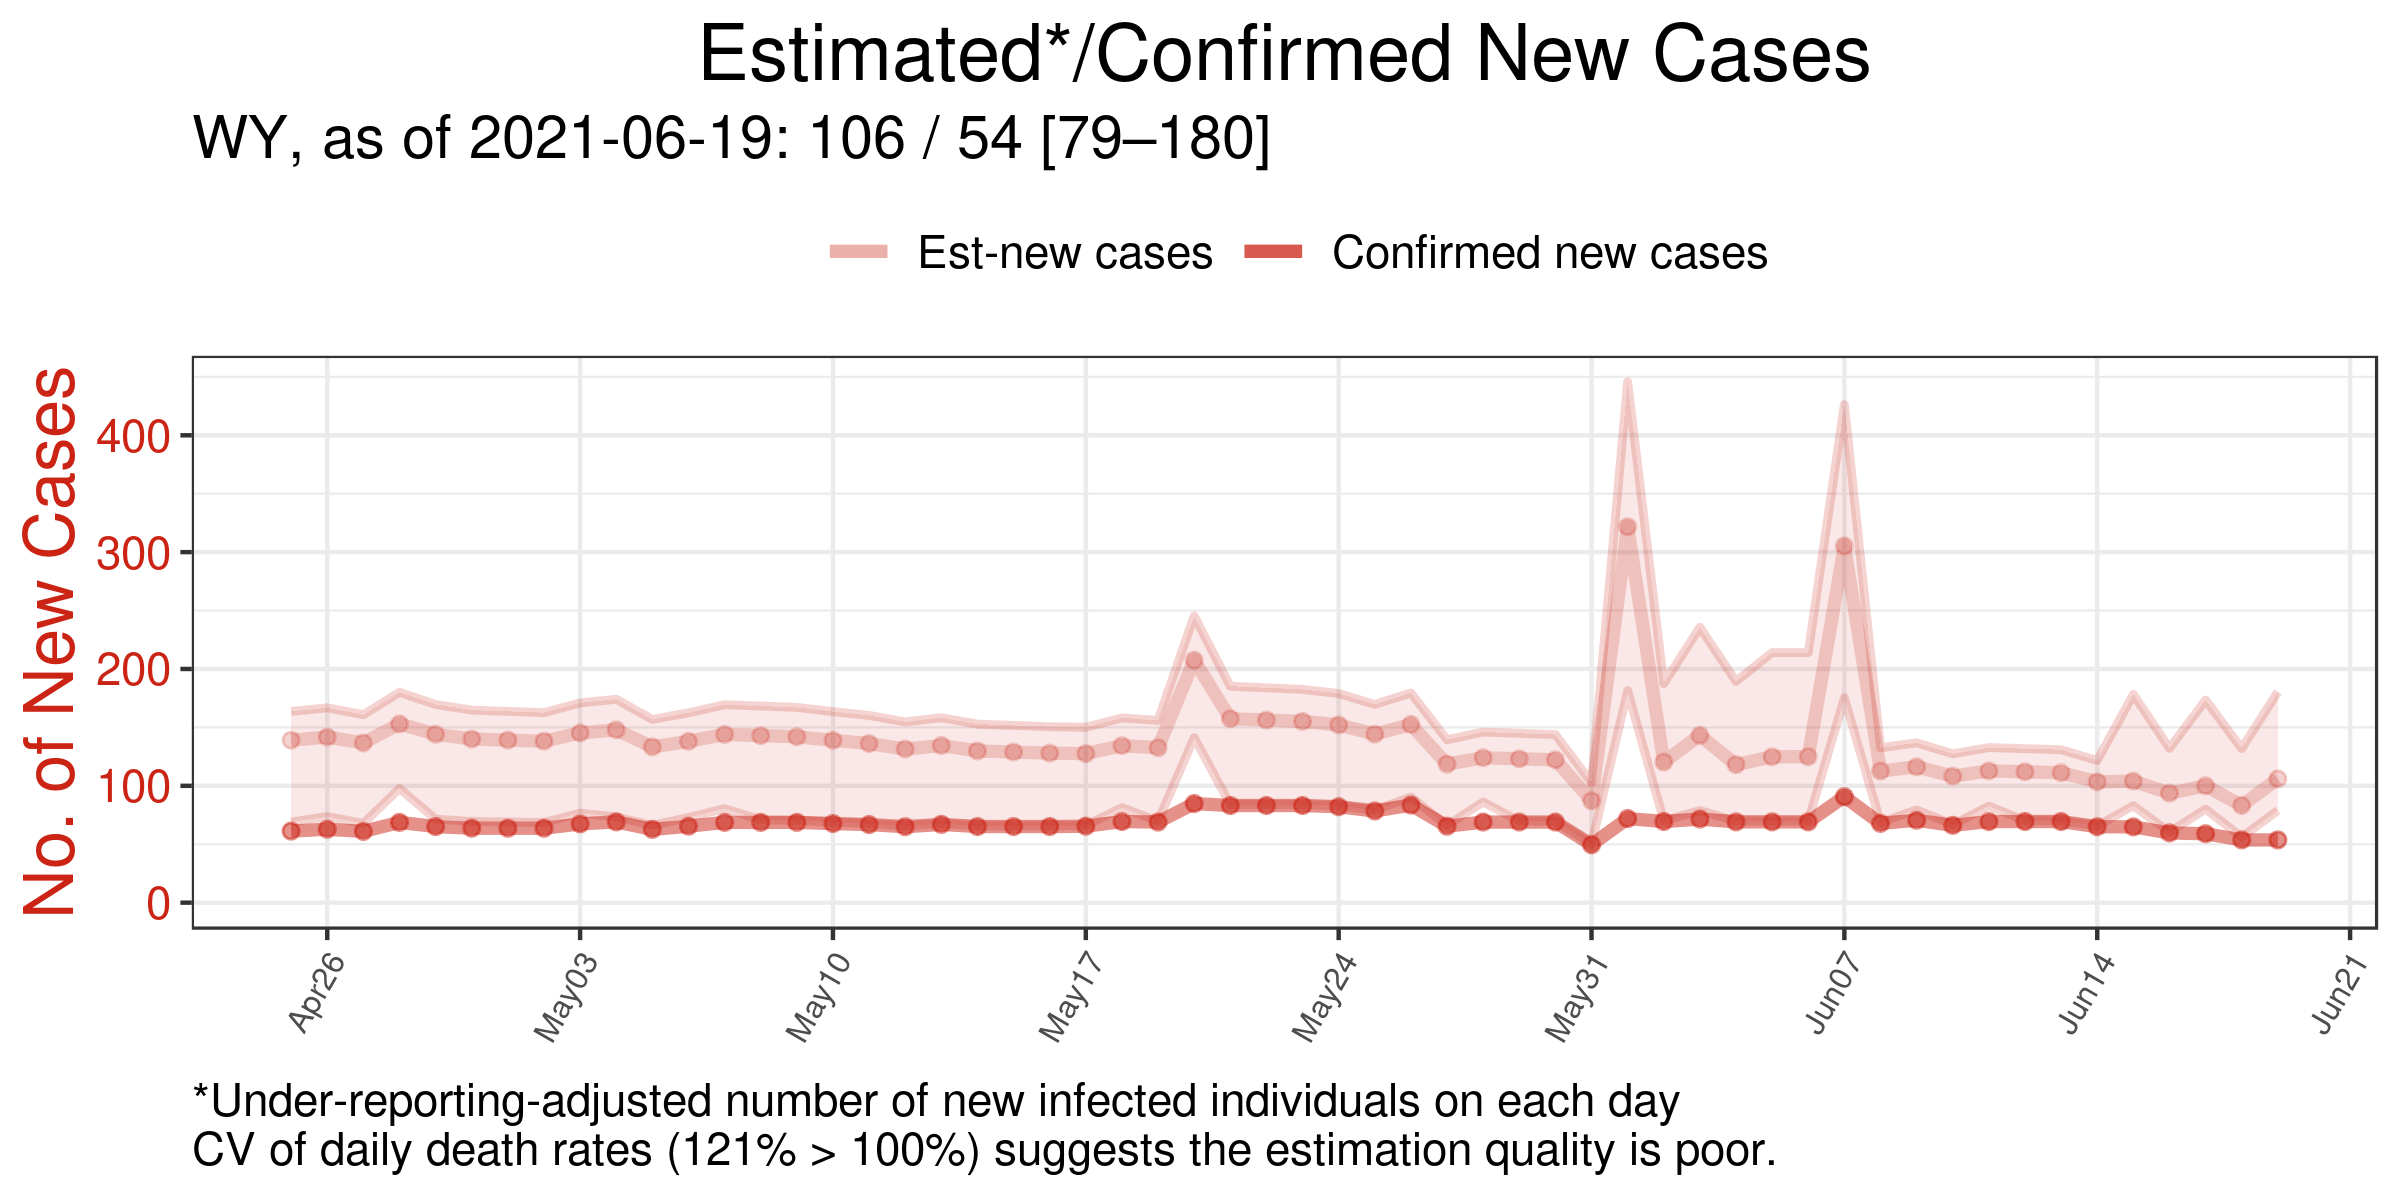 Estimated*/Confirmed New Cases
WY, as of 2021-06-19: 106 / 54 [79–180]
Est-new cases Confirmed new cases
No. of New Cases
400
300
200
100
0
Apr26 May03 May10 May17 May24 May31 Jun07 Jun14 Jun21
*Under-reporting-adjusted number of new infected individuals on each day
CV of daily death rates (121% > 100%) suggests the estimation quality is poor.